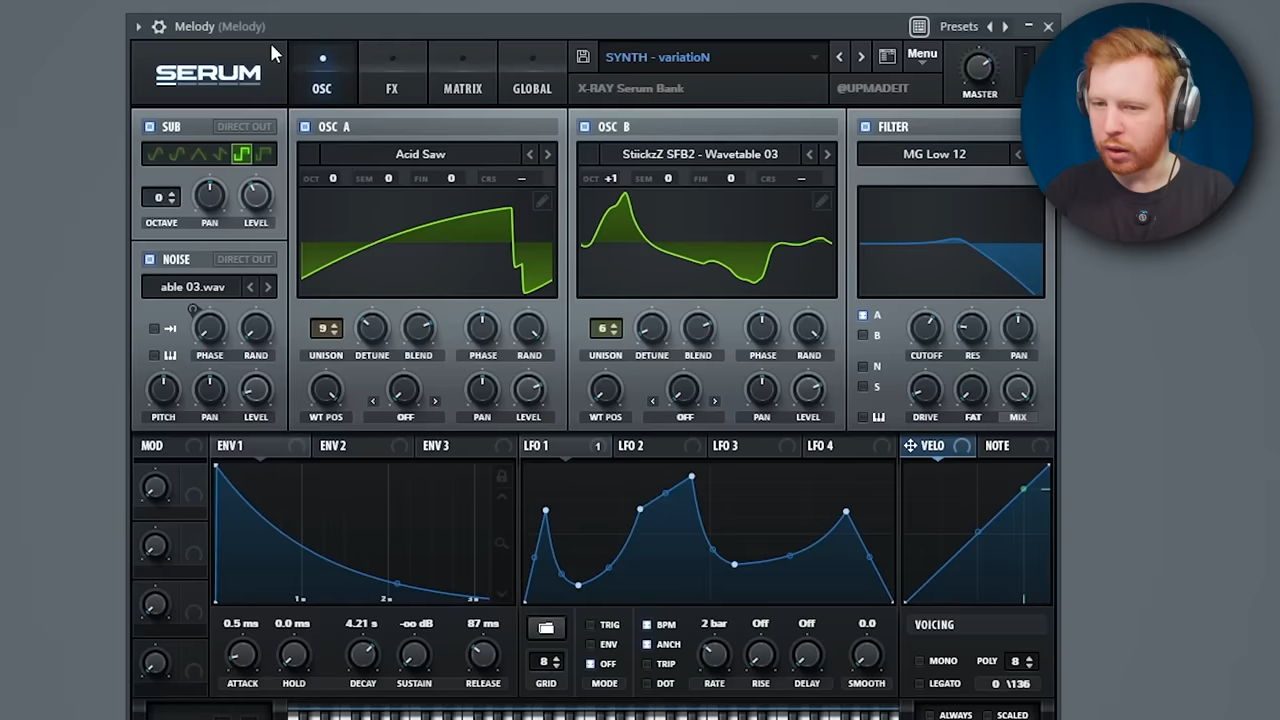 Melody (Melody)
Presets
SERUM
OSC
FX
MATRIX
GLOBAL
SYNTH - variatioN
X-RAY Serum Bank
@UPMADEIT
Menu
MASTER
SUB
DIRECT OUT
0
OCTAVE
PAN
LEVEL
NOISE
DIRECT OUT
able 03.wav
PHASE
RAND
PITCH
PAN
LEVEL
OSC A
Acid Saw
OCT 0 SEM 0 FIN 0 CRS --
9
UNISON DETUNE BLEND PHASE RAND
WT POS OFF PAN LEVEL
OSC B
StiickzZ SFB2 - Wavetable 03
OCT +1 SEM 0 FIN 0 CRS --
6
UNISON DETUNE BLEND PHASE RAND
WT POS OFF PAN LEVEL
FILTER
MG Low 12
A
B
N
S
CUTOFF RES PAN
DRIVE FAT MIX
MOD
ENV 1
ENV 2
ENV 3
LFO 1 1
LFO 2
LFO 3
LFO 4
VELO
NOTE
1s 2s 3s
0.5 ms 0.0 ms 4.21 s -oo dB 87 ms
ATTACK HOLD DECAY SUSTAIN RELEASE
8
GRID
TRIG
ENV
OFF
MODE
BPM
ANCH
TRIP
DOT
2 bar Off Off 0.0
RATE RISE DELAY SMOOTH
VOICING
MONO POLY 8
LEGATO 0 \136
ALWAYS SCALED